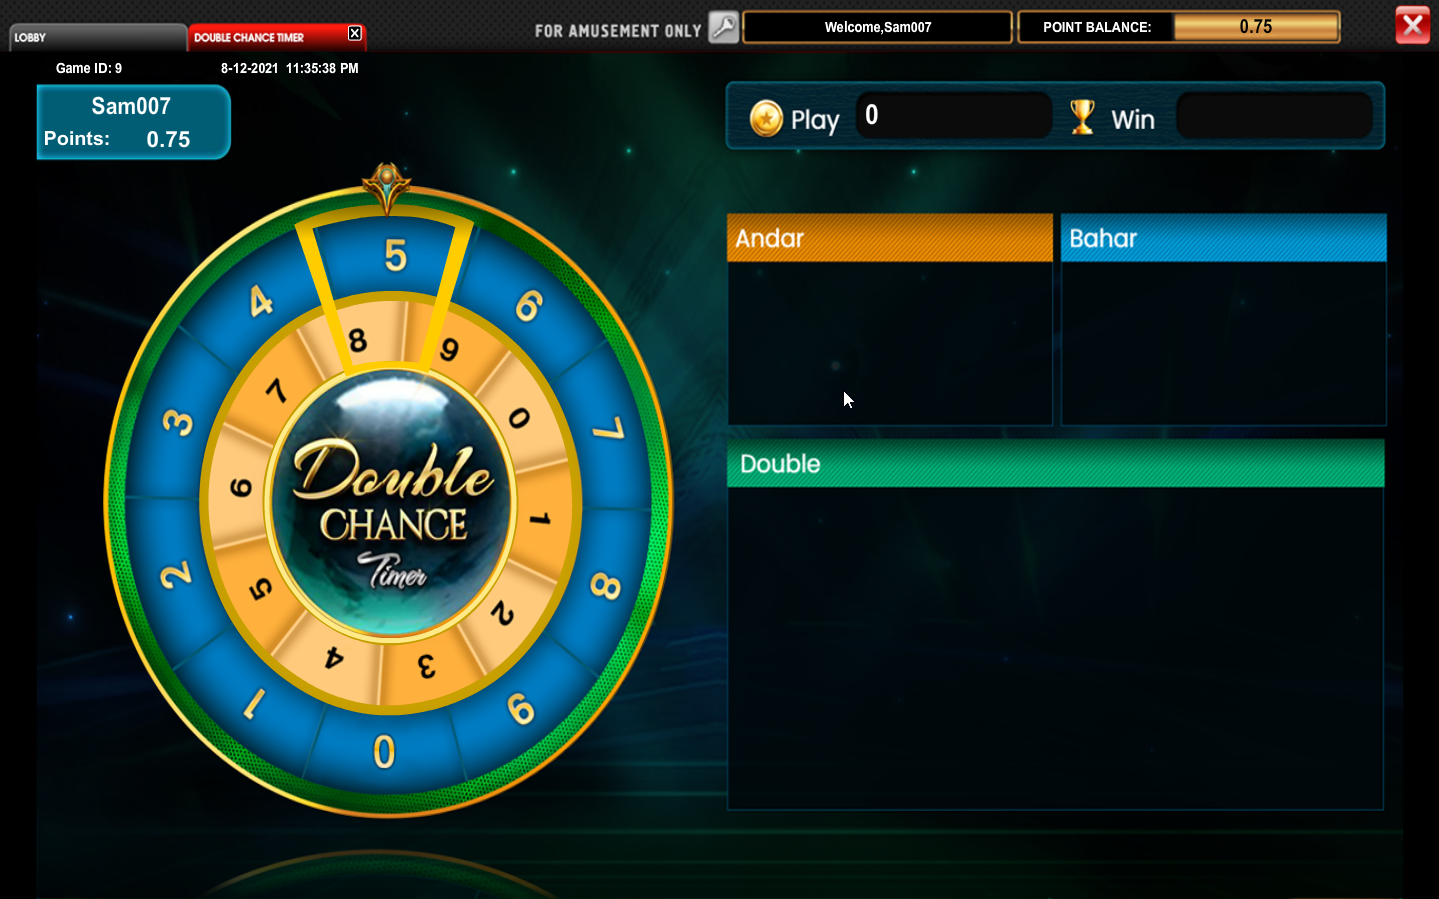 LOBBY
DOUBLE CHANCE TIMER
FOR AMUSEMENT ONLY
Welcome,Sam007
POINT BALANCE:
0.75
Game ID: 9
8-12-2021 11:35:38 PM
Sam007
Points: 0.75
Play
0
Win
Andar
Bahar
Double
5
6
7
8
9
0
1
2
3
4
8
9
0
1
2
3
4
5
6
7
Double
CHANCE
Timer